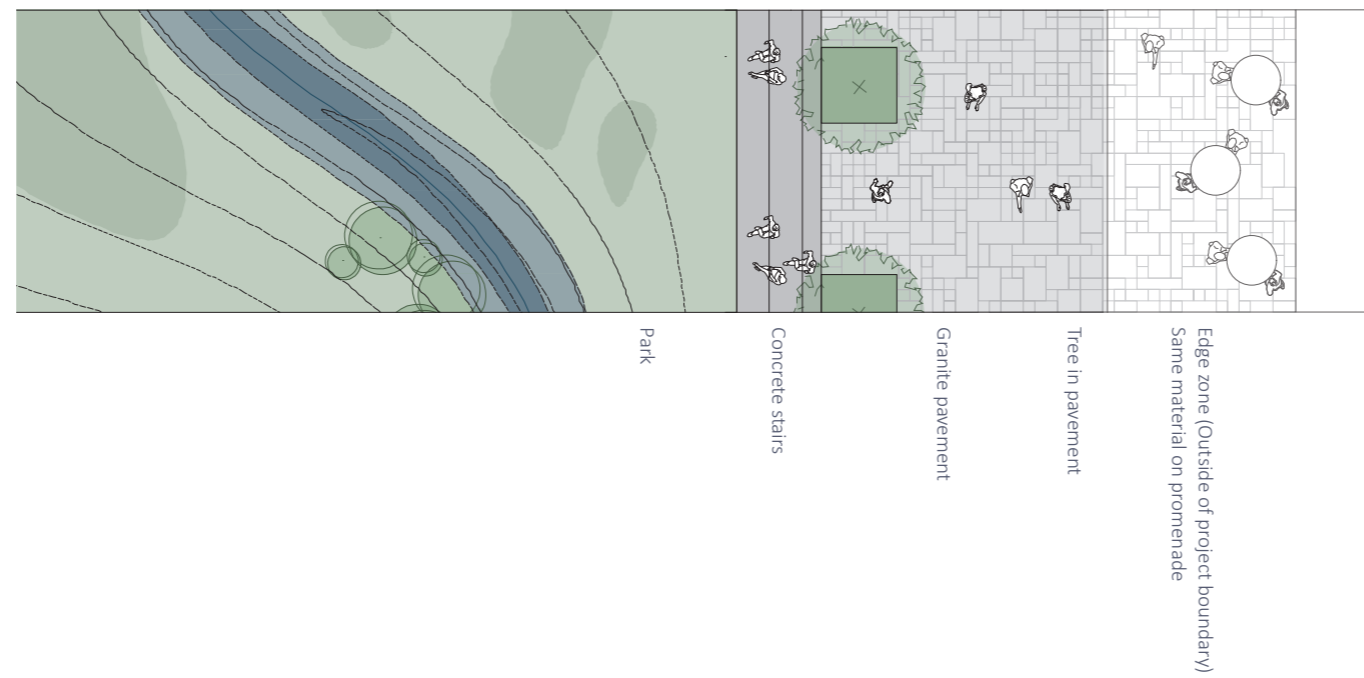 Park
Concrete stairs
Granite pavement
Tree in pavement
Edge zone (Outside of project boundary)
Same material on promenade